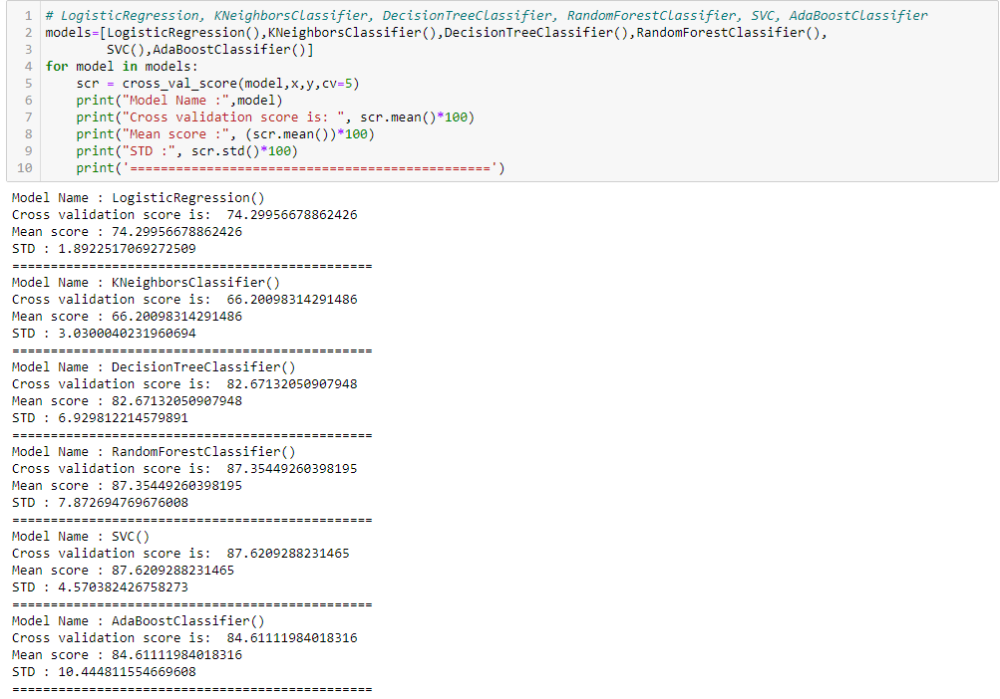 1 # LogisticRegression, KNeighborsClassifier, DecisionTreeClassifier, RandomForestClassifier, SVC, AdaBoostClassifier
2 models=[LogisticRegression(),KNeighborsClassifier(),DecisionTreeClassifier(),RandomForestClassifier(),
3         SVC(),AdaBoostClassifier()]
4 for model in models:
5     scr = cross_val_score(model,x,y,cv=5)
6     print("Model Name :",model)
7     print("Cross validation score is: ", scr.mean()*100)
8     print("Mean score :", (scr.mean())*100)
9     print("STD :", scr.std()*100)
10     print('===============================================')
Model Name : LogisticRegression()
Cross validation score is:  74.29956678862426
Mean score : 74.29956678862426
STD : 1.8922517069272509
===============================================
Model Name : KNeighborsClassifier()
Cross validation score is:  66.20098314291486
Mean score : 66.20098314291486
STD : 3.0300040231960694
===============================================
Model Name : DecisionTreeClassifier()
Cross validation score is:  82.67132050907948
Mean score : 82.67132050907948
STD : 6.929812214579891
===============================================
Model Name : RandomForestClassifier()
Cross validation score is:  87.35449260398195
Mean score : 87.35449260398195
STD : 7.872694769676008
===============================================
Model Name : SVC()
Cross validation score is:  87.6209288231465
Mean score : 87.6209288231465
STD : 4.570382426758273
===============================================
Model Name : AdaBoostClassifier()
Cross validation score is:  84.61111984018316
Mean score : 84.61111984018316
STD : 10.444811554669608
===============================================